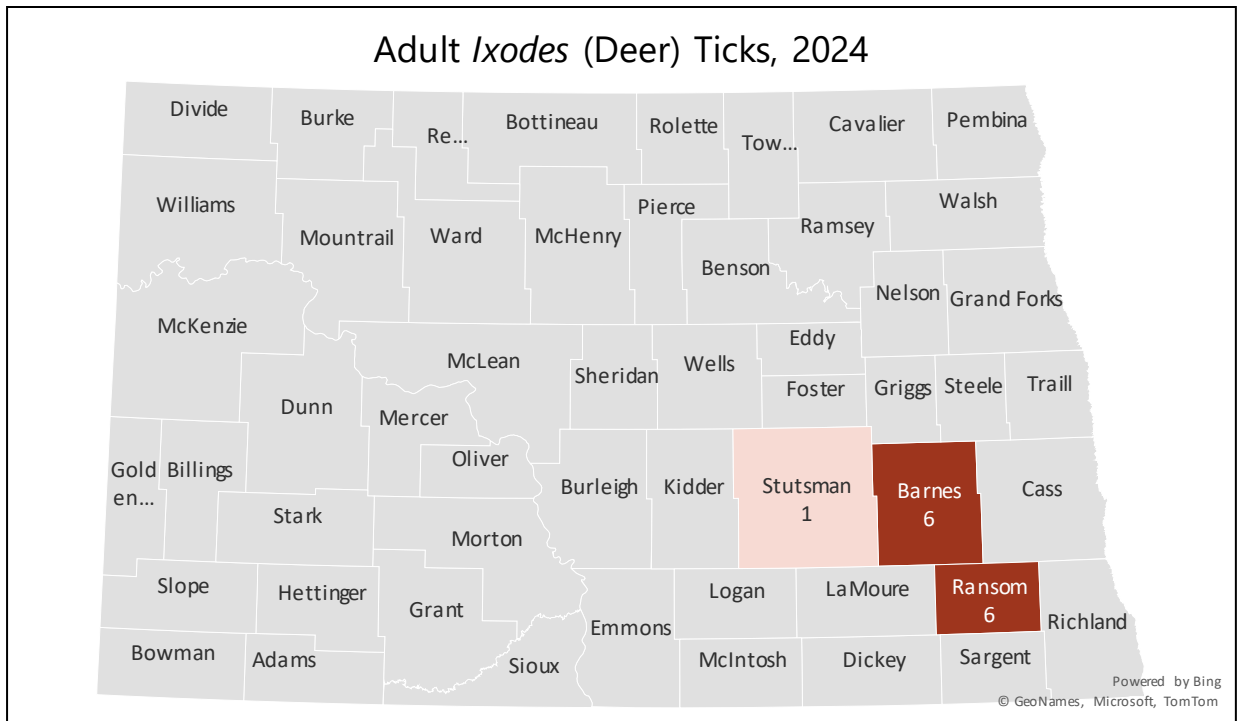 Adult Ixodes (Deer) Ticks, 2024
Divide
Burke
Re...
Bottineau
Rolette
Tow...
Cavalier
Pembina
Williams
Mountrail
Ward
McHenry
Pierce
Benson
Ramsey
Walsh
Nelson
Grand Forks
McKenzie
Dunn
McLean
Mercer
Oliver
Sheridan
Wells
Eddy
Foster
Griggs
Steele
Traill
Gold
en...
Billings
Stark
Morton
Burleigh
Kidder
Stutsman
1
Barnes
6
Cass
Slope
Hettinger
Grant
Emmons
Logan
LaMoure
Ransom
6
Richland
Bowman
Adams
Sioux
McIntosh
Dickey
Sargent
Powered by Bing
© GeoNames, Microsoft, TomTom